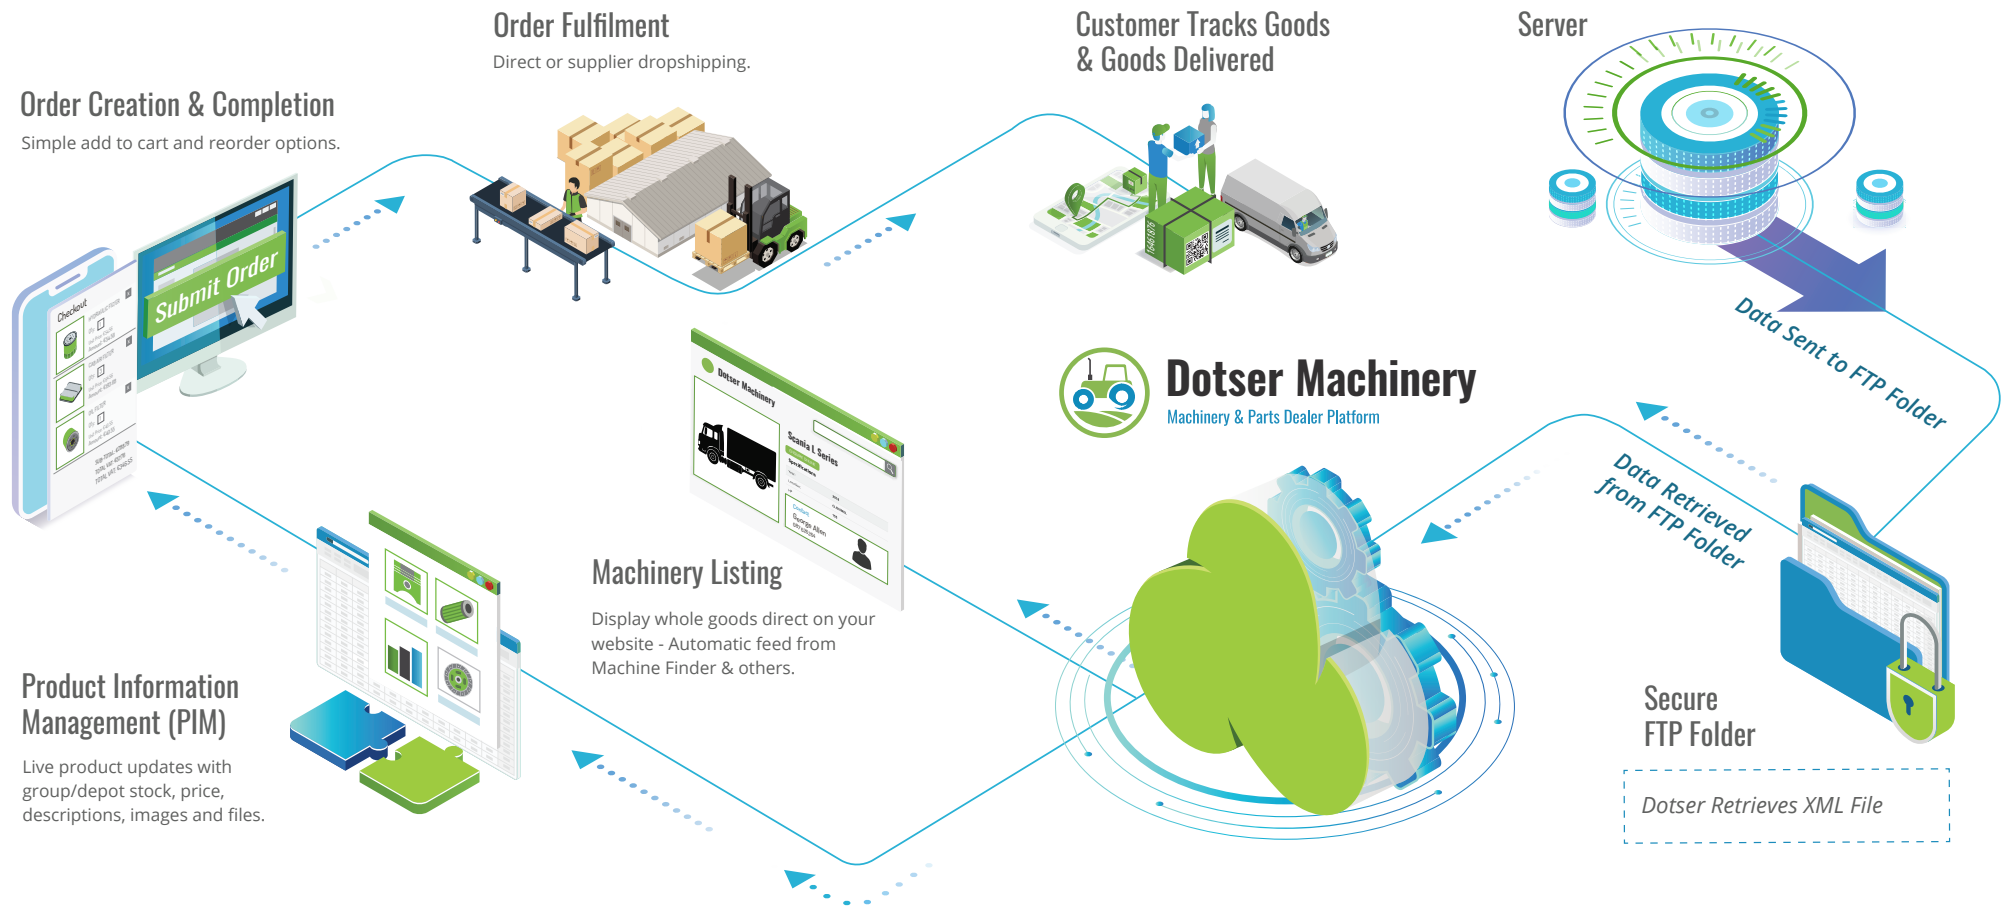 Order Fulfilment
Direct or supplier dropshipping.
Customer Tracks Goods
& Goods Delivered
Server
Order Creation & Completion
Simple add to cart and reorder options.
Submit Order
Checkout
Data Sent to FTP Folder
Dotser Machinery
Machinery & Parts Dealer Platform
Dotser Machinery
Scania L Series
Specifications
Contact
George Allen
Data Retrieved
from FTP Folder
Machinery Listing
Display whole goods direct on your
website - Automatic feed from
Machine Finder & others.
Product Information
Management (PIM)
Live product updates with
group/depot stock, price,
descriptions, images and files.
Secure
FTP Folder
Dotser Retrieves XML File